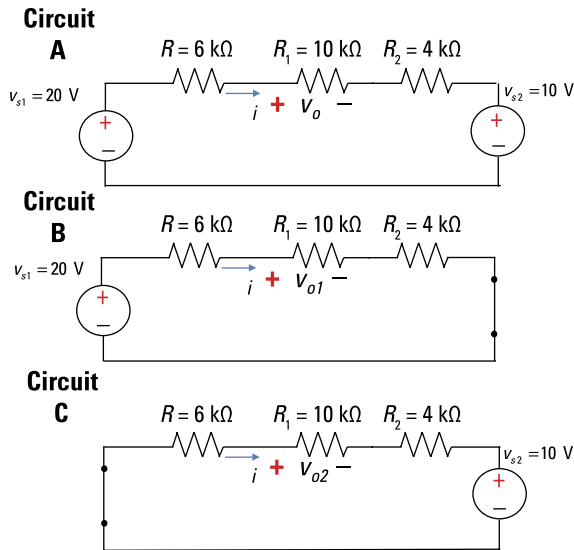 Circuit
A
R = 6 kΩ R₁ = 10 kΩ R₂ = 4 kΩ
vₛ₁ = 20 V
vₛ₂ = 10 V
+ i + vₒ − +
− −
Circuit
B
R = 6 kΩ R₁ = 10 kΩ R₂ = 4 kΩ
vₛ₁ = 20 V
+ i + vₒ₁ −
−
Circuit
C
R = 6 kΩ R₁ = 10 kΩ R₂ = 4 kΩ
vₛ₂ = 10 V
i + vₒ₂ − +
−